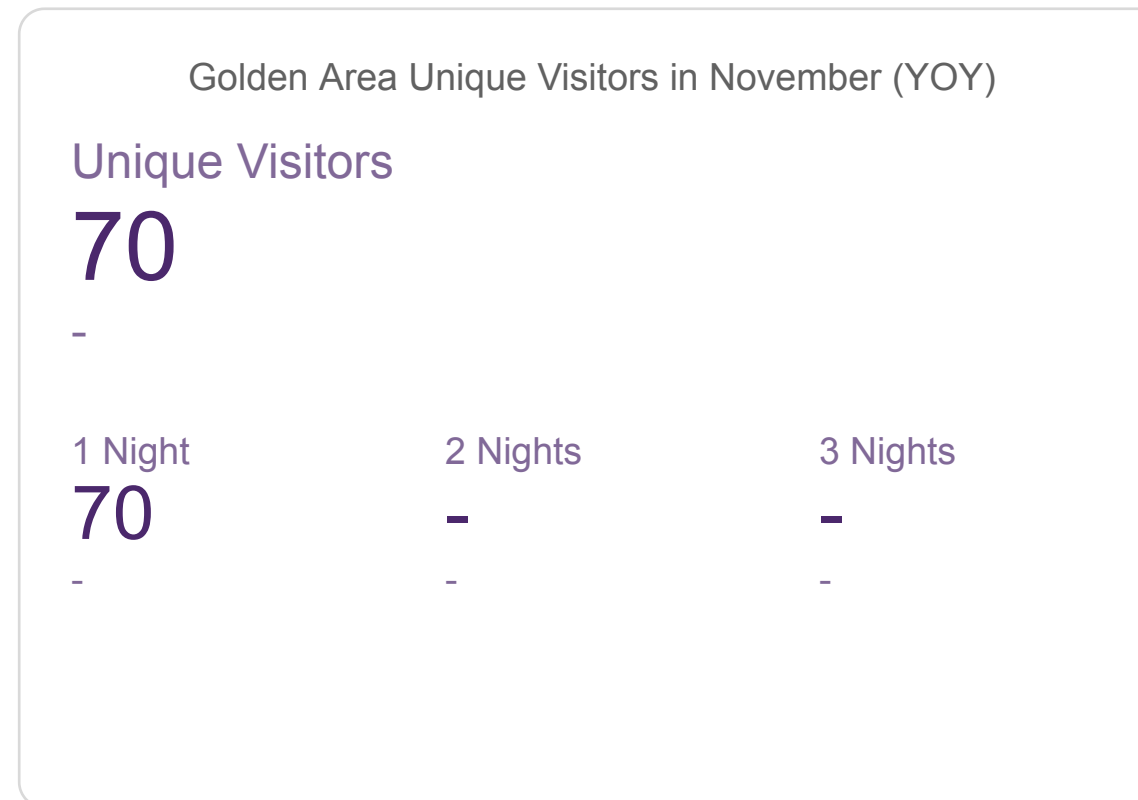 Golden Area Unique Visitors in November (YOY)
Unique Visitors
70
-
1 Night 2 Nights 3 Nights
70 - -
- - -